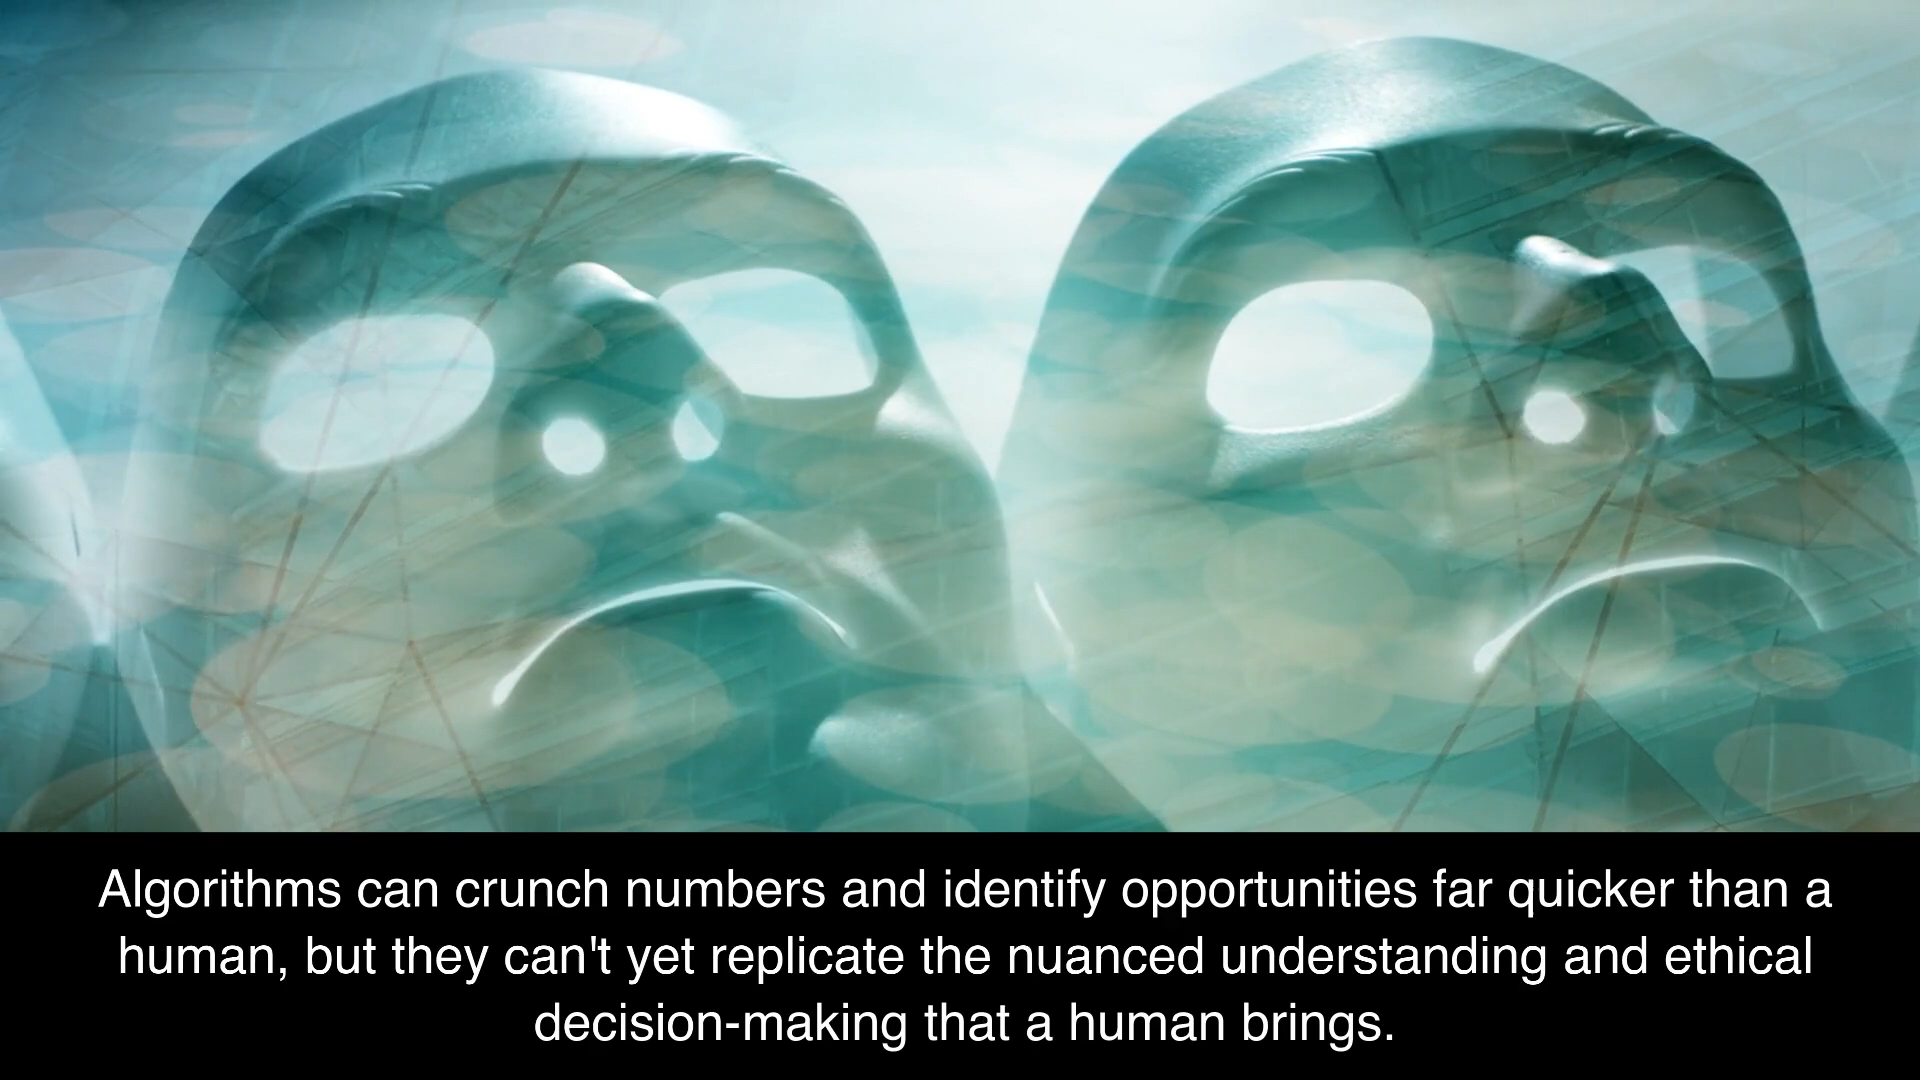 Algorithms can crunch numbers and identify opportunities far quicker than a
human, but they can't yet replicate the nuanced understanding and ethical
decision-making that a human brings.